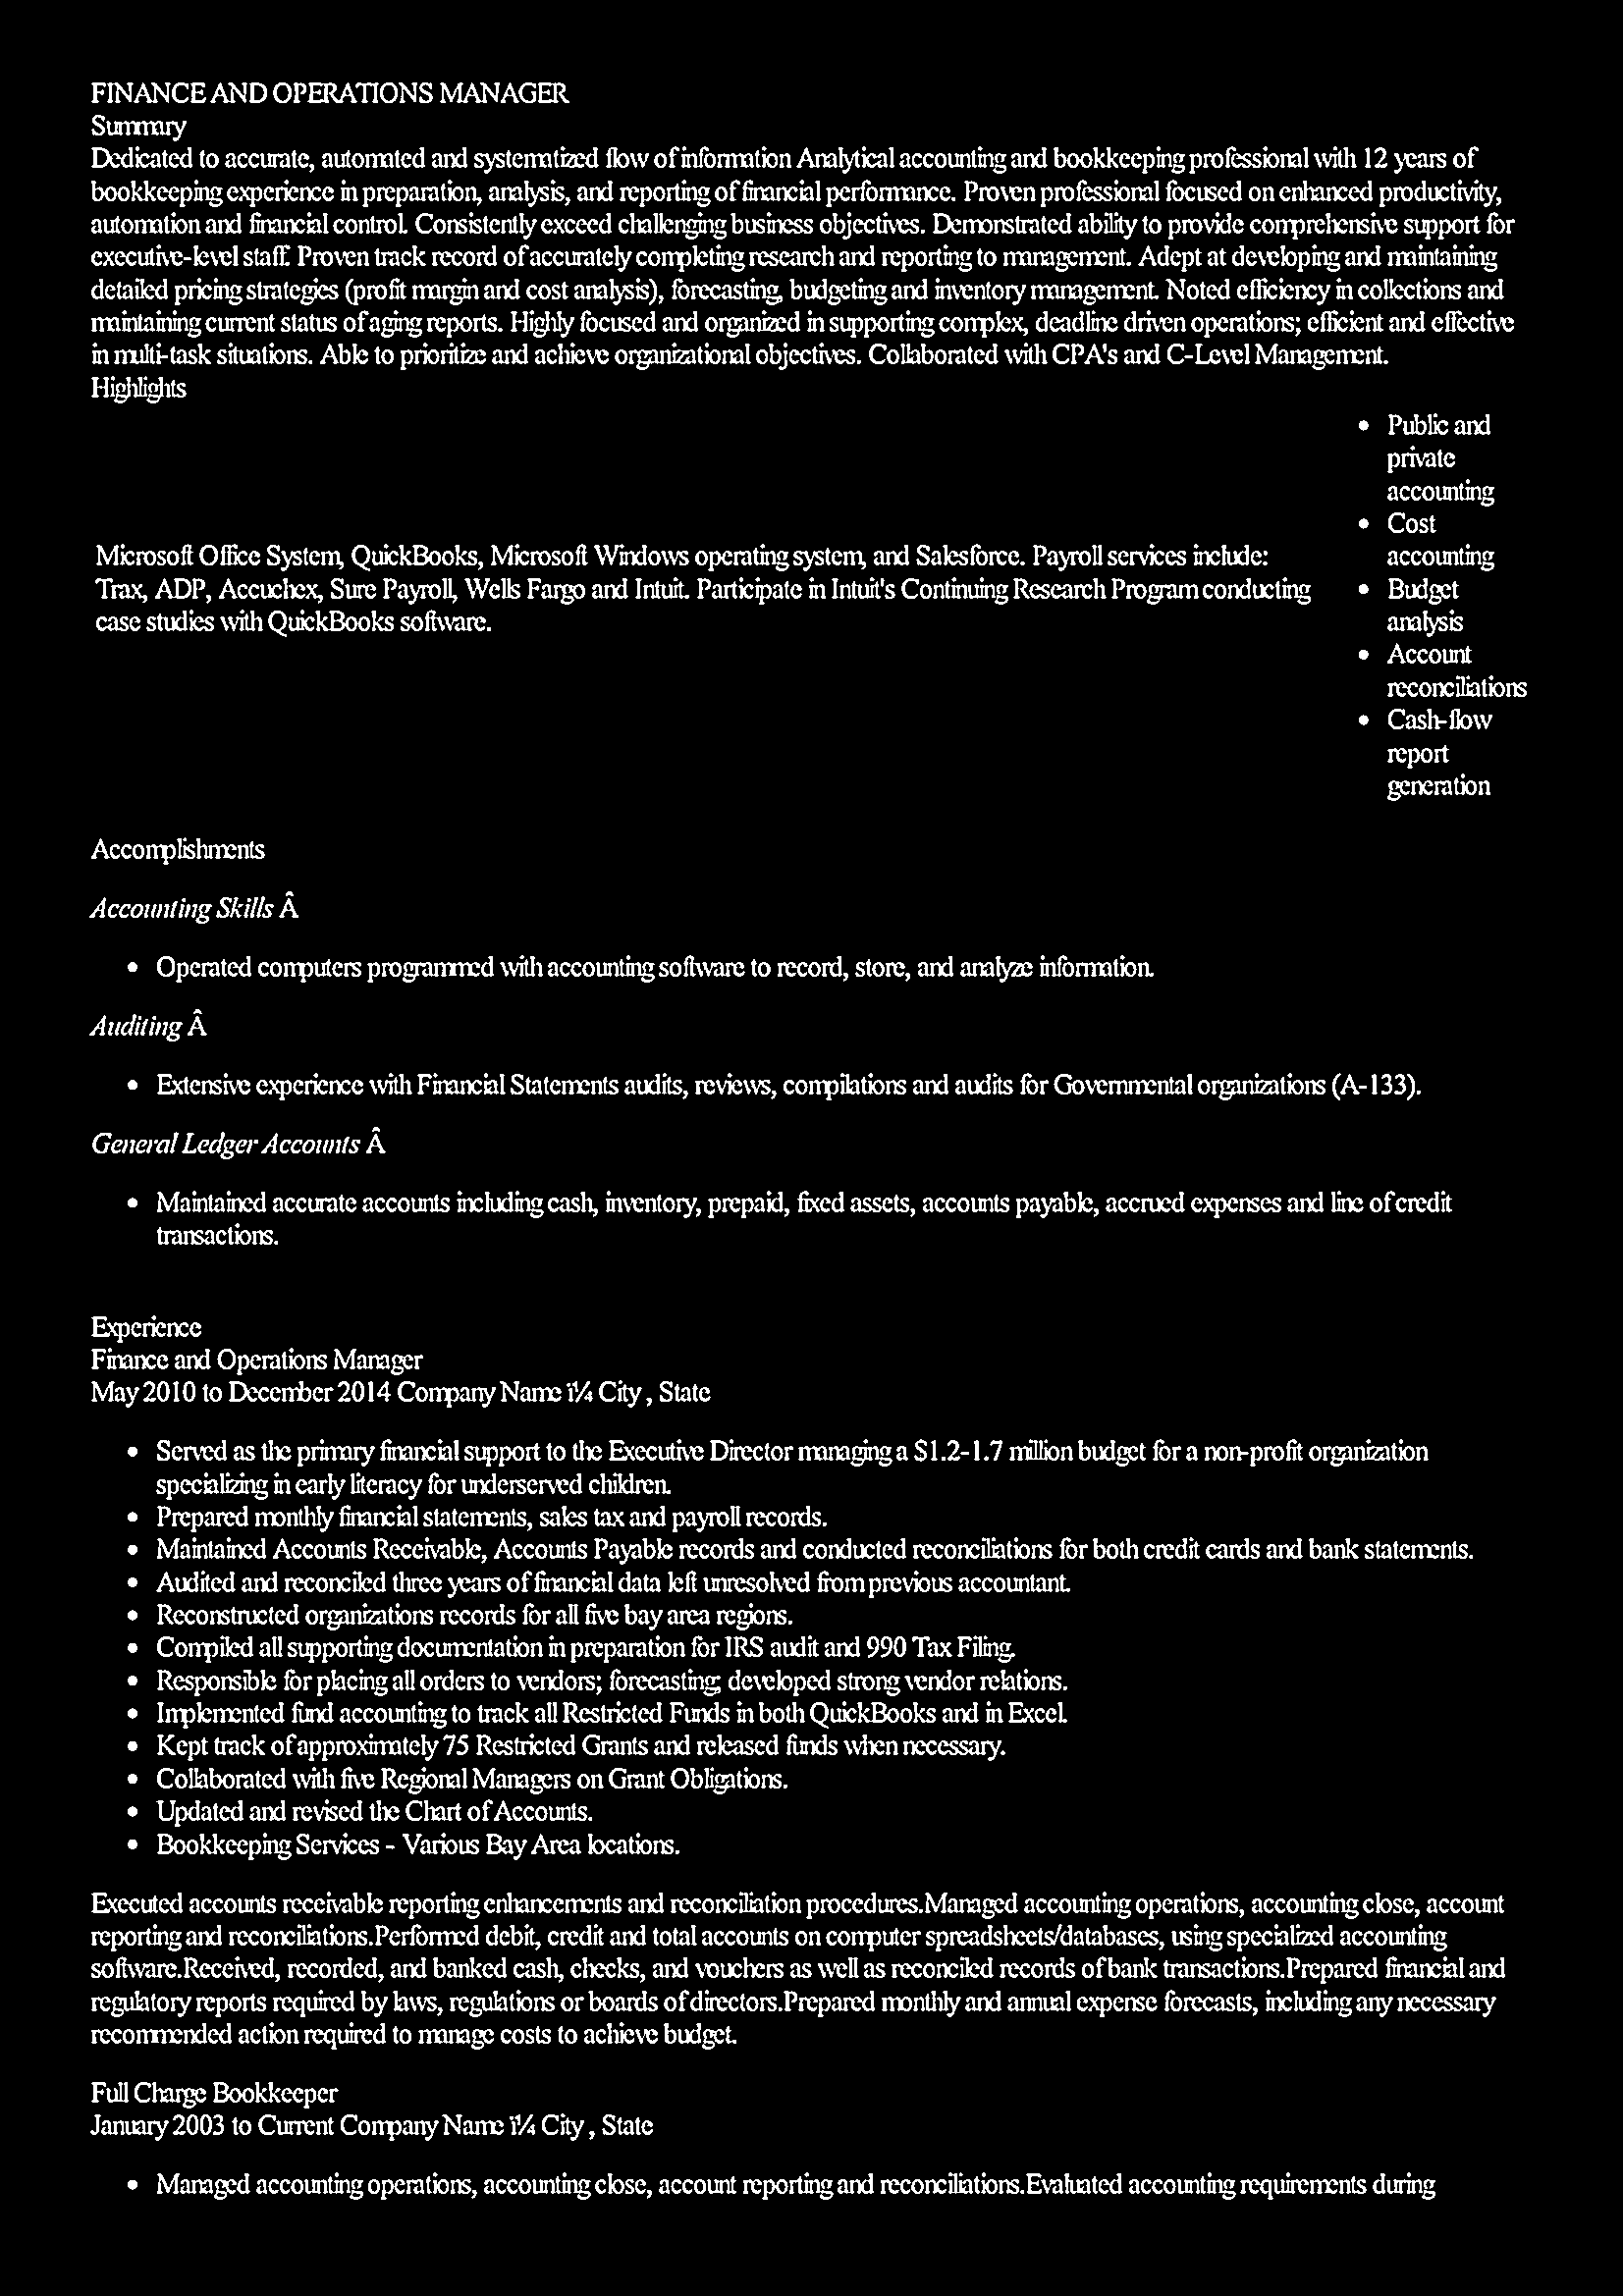 FINANCE AND OPERATIONS MANAGER
Summary
Dedicated to accurate, automated and systematized flow of information Analytical accounting and bookkeeping professional with 12 years of
bookkeeping experience in preparation, analysis, and reporting of financial performance. Proven professional focused on enhanced productivity,
automation and financial control. Consistently exceed challenging business objectives. Demonstrated ability to provide comprehensive support for
executive-level staff. Proven track record of accurately completing research and reporting to management. Adept at developing and maintaining
detailed pricing strategies (profit margin and cost analysis), forecasting, budgeting and inventory management. Noted efficiency in collections and
maintaining current status of aging reports. Highly focused and organized in supporting complex, deadline driven operations; efficient and effective
in multi-task situations. Able to prioritize and achieve organizational objectives. Collaborated with CPA's and C-Level Management.
Highlights
Microsoft Office System, QuickBooks, Microsoft Windows operating system, and Salesforce. Payroll services include:
Trax, ADP, Accuchex, Sure Payroll, Wells Fargo and Intuit. Participate in Intuit's Continuing Research Program conducting
case studies with QuickBooks software.
• Public and
private
accounting
• Cost
accounting
• Budget
analysis
• Account
reconciliations
• Cash-flow
report
generation
Accomplishments
Accounting Skills Â
• Operated computers programmed with accounting software to record, store, and analyze information.
Auditing Â
• Extensive experience with Financial Statements audits, reviews, compilations and audits for Governmental organizations (A-133).
General Ledger Accounts Â
• Maintained accurate accounts including cash, inventory, prepaid, fixed assets, accounts payable, accrued expenses and line of credit
transactions.
Experience
Finance and Operations Manager
May 2010 to December 2014 Company Name ï¼ City , State
• Served as the primary financial support to the Executive Director managing a $1.2-1.7 million budget for a non-profit organization
specializing in early literacy for underserved children.
• Prepared monthly financial statements, sales tax and payroll records.
• Maintained Accounts Receivable, Accounts Payable records and conducted reconciliations for both credit cards and bank statements.
• Audited and reconciled three years of financial data left unresolved from previous accountant.
• Reconstructed organizations records for all five bay area regions.
• Compiled all supporting documentation in preparation for IRS audit and 990 Tax Filing.
• Responsible for placing all orders to vendors; forecasting; developed strong vendor relations.
• Implemented fund accounting to track all Restricted Funds in both QuickBooks and in Excel.
• Kept track of approximately 75 Restricted Grants and released funds when necessary.
• Collaborated with five Regional Managers on Grant Obligations.
• Updated and revised the Chart of Accounts.
• Bookkeeping Services - Various Bay Area locations.
Executed accounts receivable reporting enhancements and reconciliation procedures.Managed accounting operations, accounting close, account
reporting and reconciliations.Performed debit, credit and total accounts on computer spreadsheets/databases, using specialized accounting
software.Received, recorded, and banked cash, checks, and vouchers as well as reconciled records of bank transactions.Prepared financial and
regulatory reports required by laws, regulations or boards of directors.Prepared monthly and annual expense forecasts, including any necessary
recommended action required to manage costs to achieve budget.
Full Charge Bookkeeper
January 2003 to Current Company Name ï¼ City , State
• Managed accounting operations, accounting close, account reporting and reconciliations.Evaluated accounting requirements during